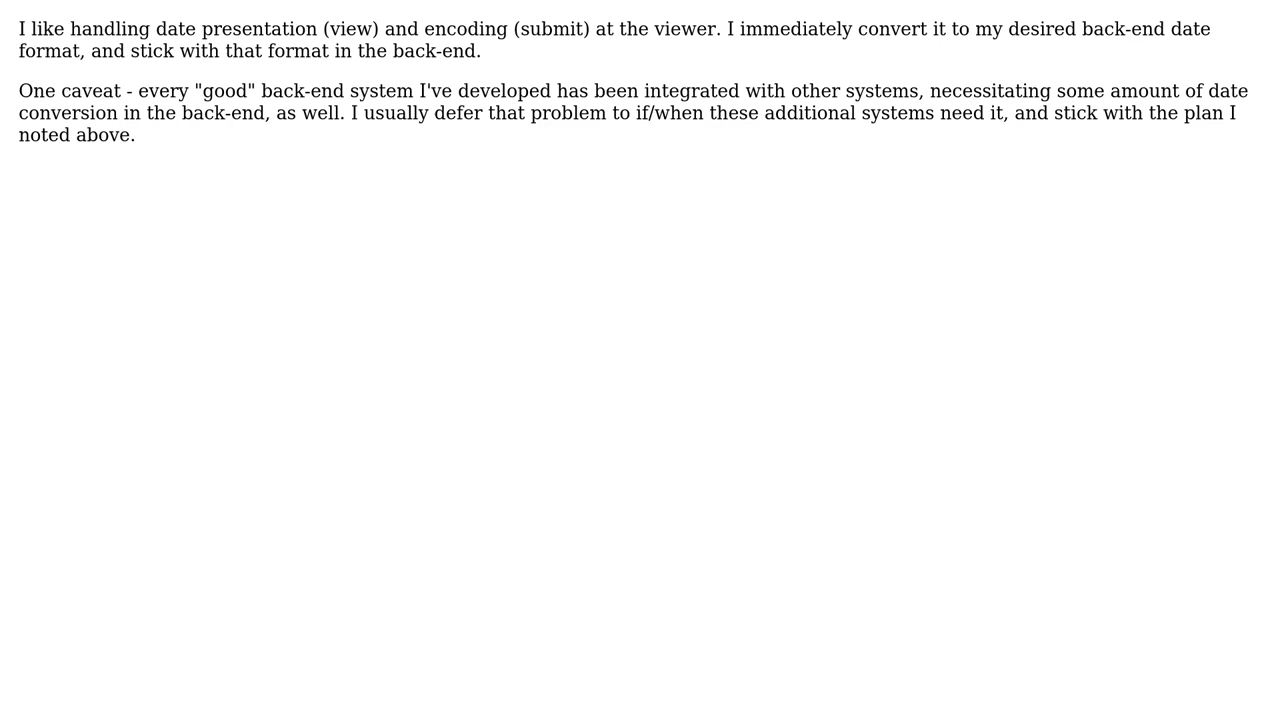 I like handling date presentation (view) and encoding (submit) at the viewer. I immediately convert it to my desired back-end date
format, and stick with that format in the back-end.
One caveat - every "good" back-end system I've developed has been integrated with other systems, necessitating some amount of date
conversion in the back-end, as well. I usually defer that problem to if/when these additional systems need it, and stick with the plan I
noted above.